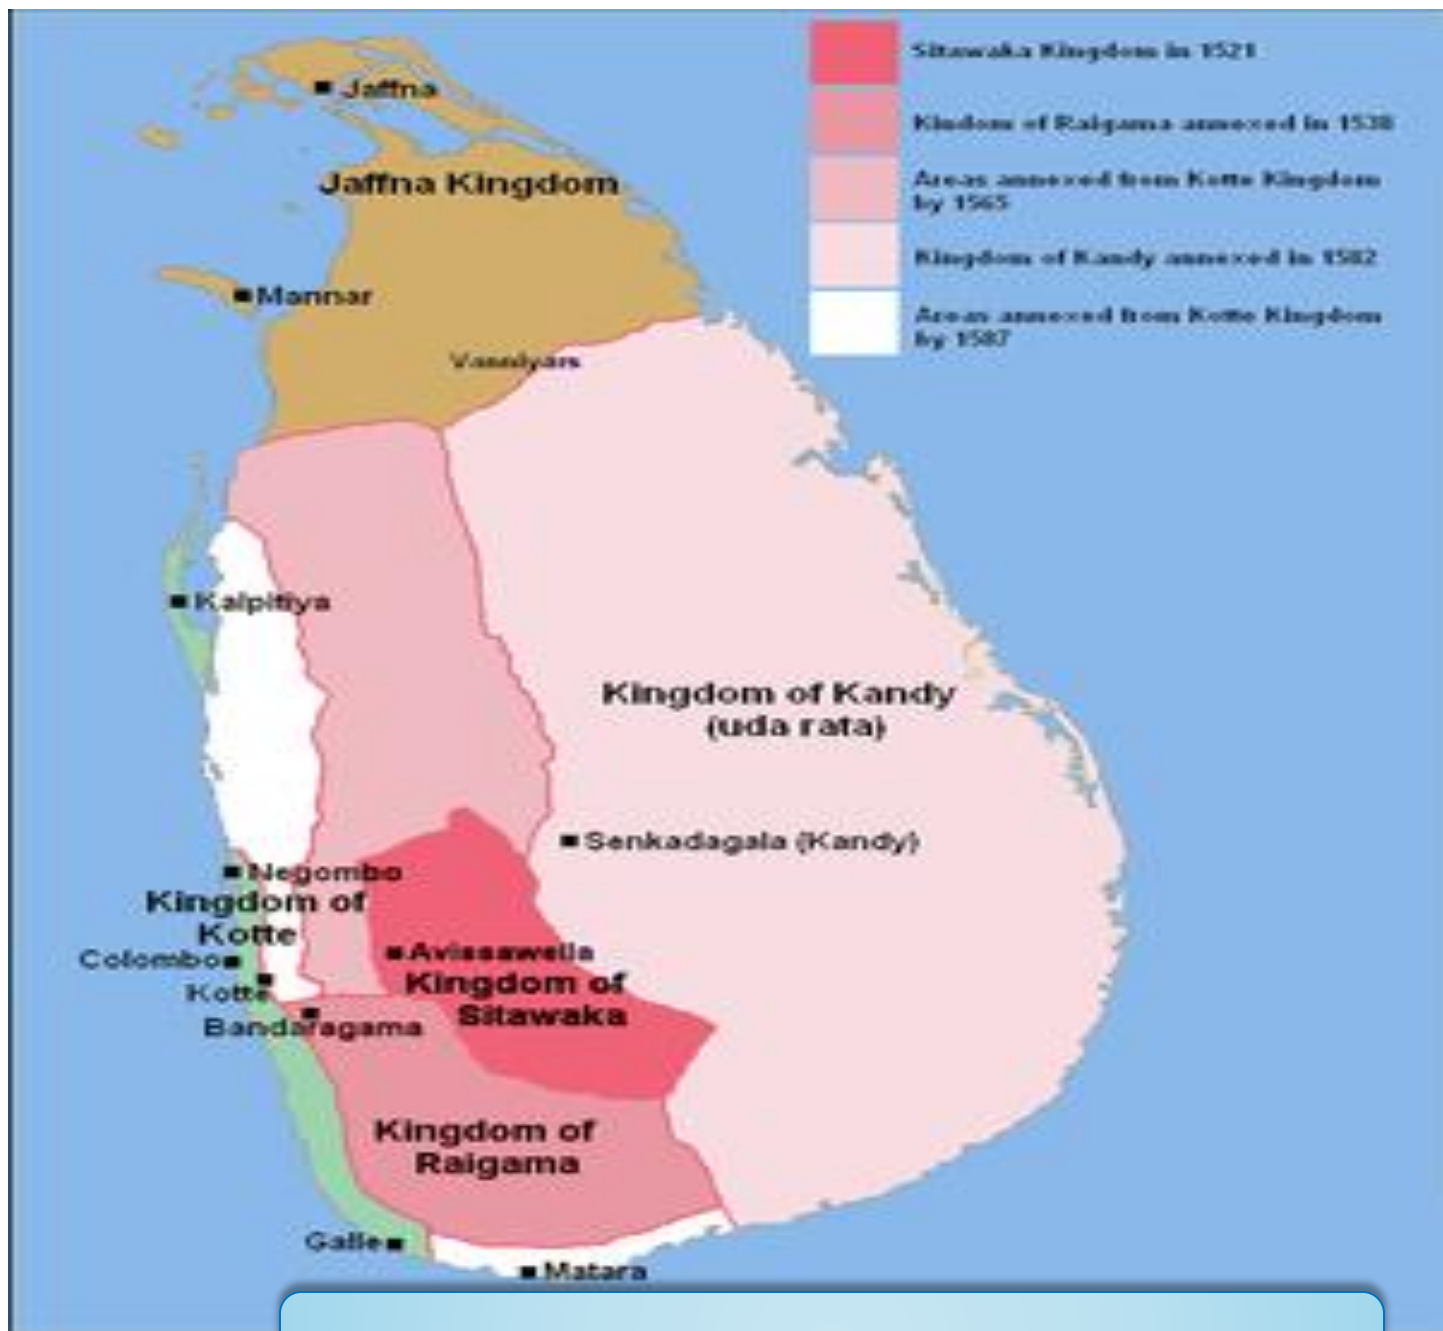 Sitawaka Kingdom in 1521
Kindom of Raigama annexed in 1538
Areas annexed from Kotte Kingdom
by 1565
Kingdom of Kandy annexed in 1582
Areas annexed from Kotte Kingdom
by 1587
Jaffna
Jaffna Kingdom
Mannar
Vanniyars
Kalpitiya
Kingdom of Kandy
(uda rata)
Senkadagala (Kandy)
Negombo
Kingdom of
Kotte
Colombo
Kotte
Avissawella
Kingdom of
Sitawaka
Bandaragama
Kingdom of
Raigama
Galle
Matara